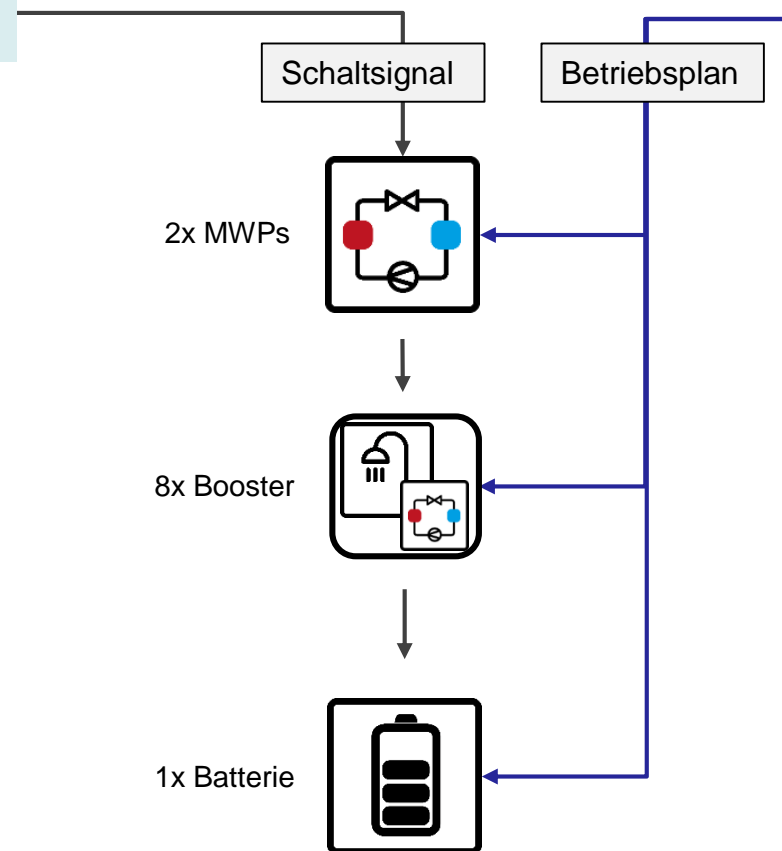 Schaltsignal
Betriebsplan
2x MWPs
8x Booster
1x Batterie